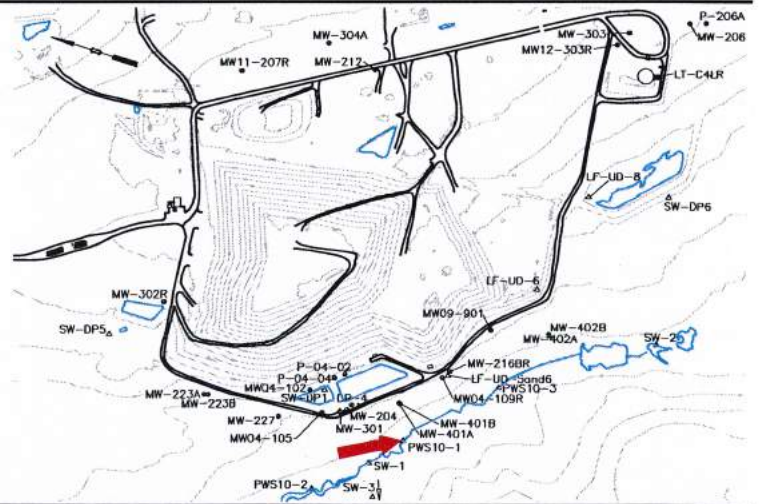 P-206A
MW-304A
MW-303
MW-206
MW12-303R
MW11-207R
MW-212
LT-C4LR
LF-UD-8
SW-DP6
LF-UD-6
MW-302R
MW09-901
SW-DP5
MW-402B
MW-402A
SW-2
P-04-02
MW-216BR
P-04-04
LF-UD-Sand6
MW04-102
PWS10-3
MW-223A
SW-DP1
DP-4
MW04-109R
MW-223B
MW-204
MW-227
MW-401B
MW-301
MW-401A
MW04-105
PWS10-1
SW-1
PWS10-2
SW-3